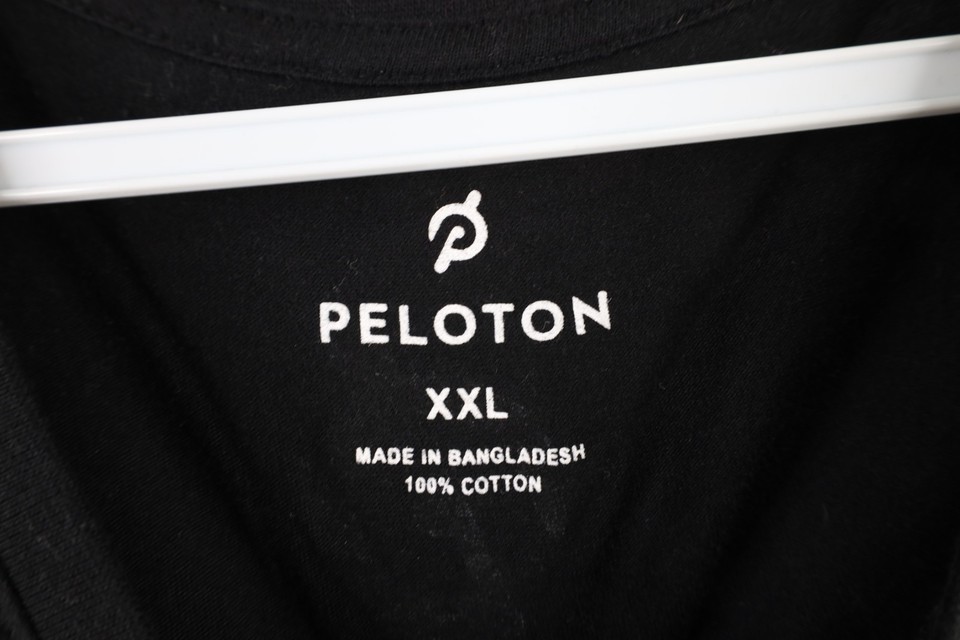 PELOTON
XXL
MADE IN BANGLADESH
100% COTTON